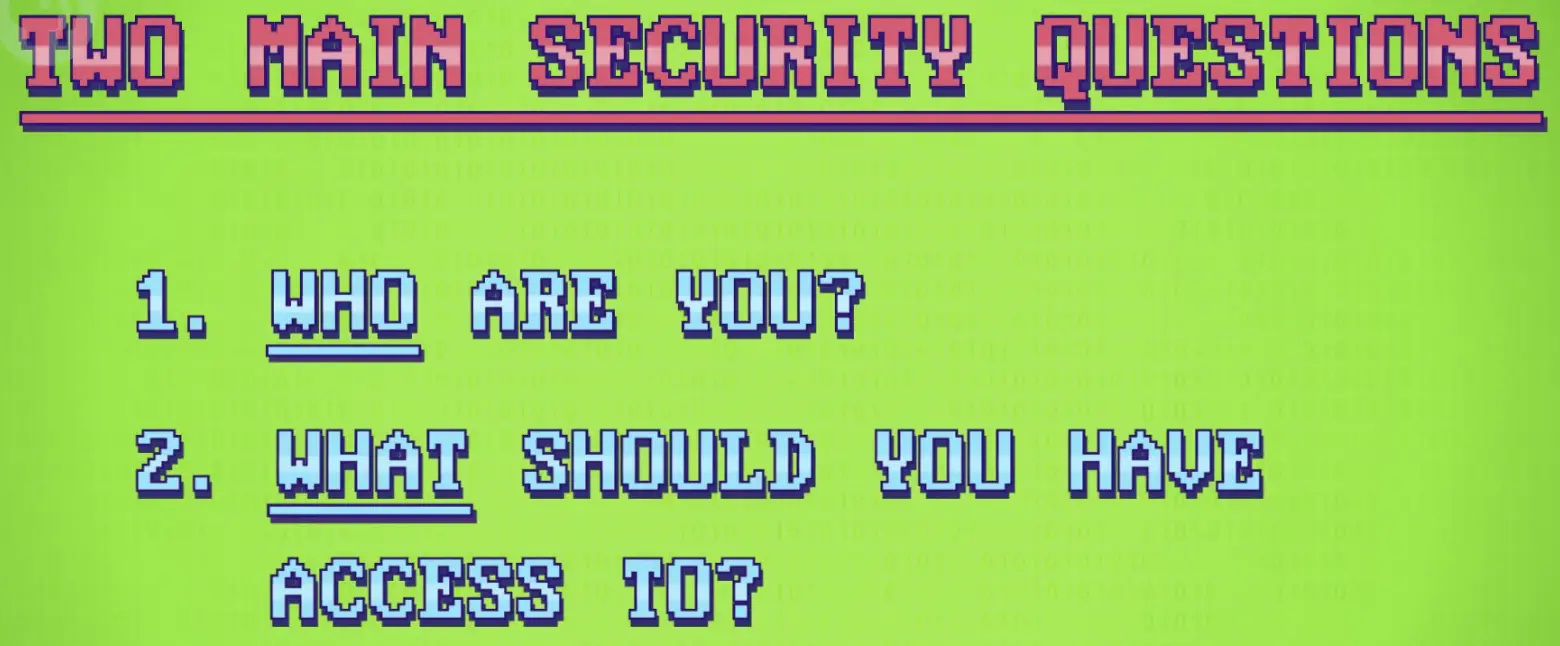 TWO MAIN SECURITY QUESTIONS
1. WHO ARE YOU?
2. WHAT SHOULD YOU HAVE
ACCESS TO?